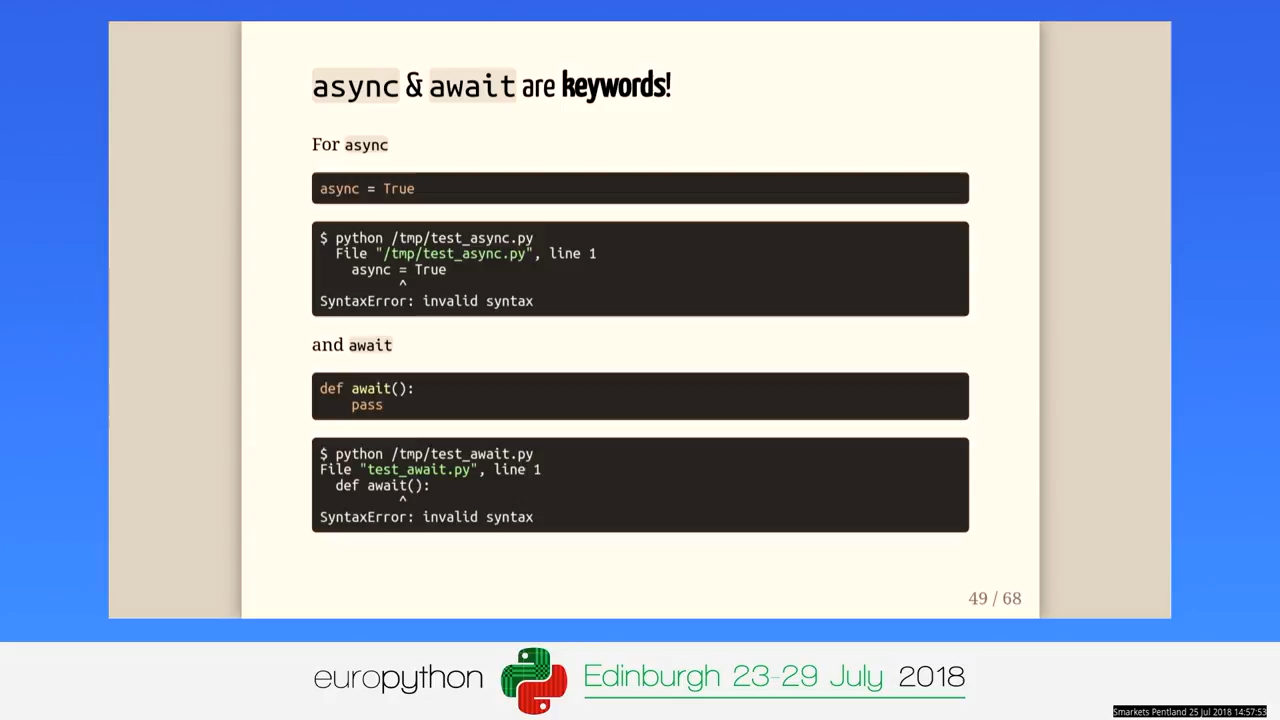 async & await are keywords!
For async
async = True
$ python /tmp/test_async.py
  File "/tmp/test_async.py", line 1
    async = True
          ^
SyntaxError: invalid syntax
and await
def await():
    pass
$ python /tmp/test_await.py
File "test_await.py", line 1
  def await():
          ^
SyntaxError: invalid syntax
49 / 68
europython Edinburgh 23-29 July 2018
Smarkets Pentland 25 Jul 2018 14:57:53